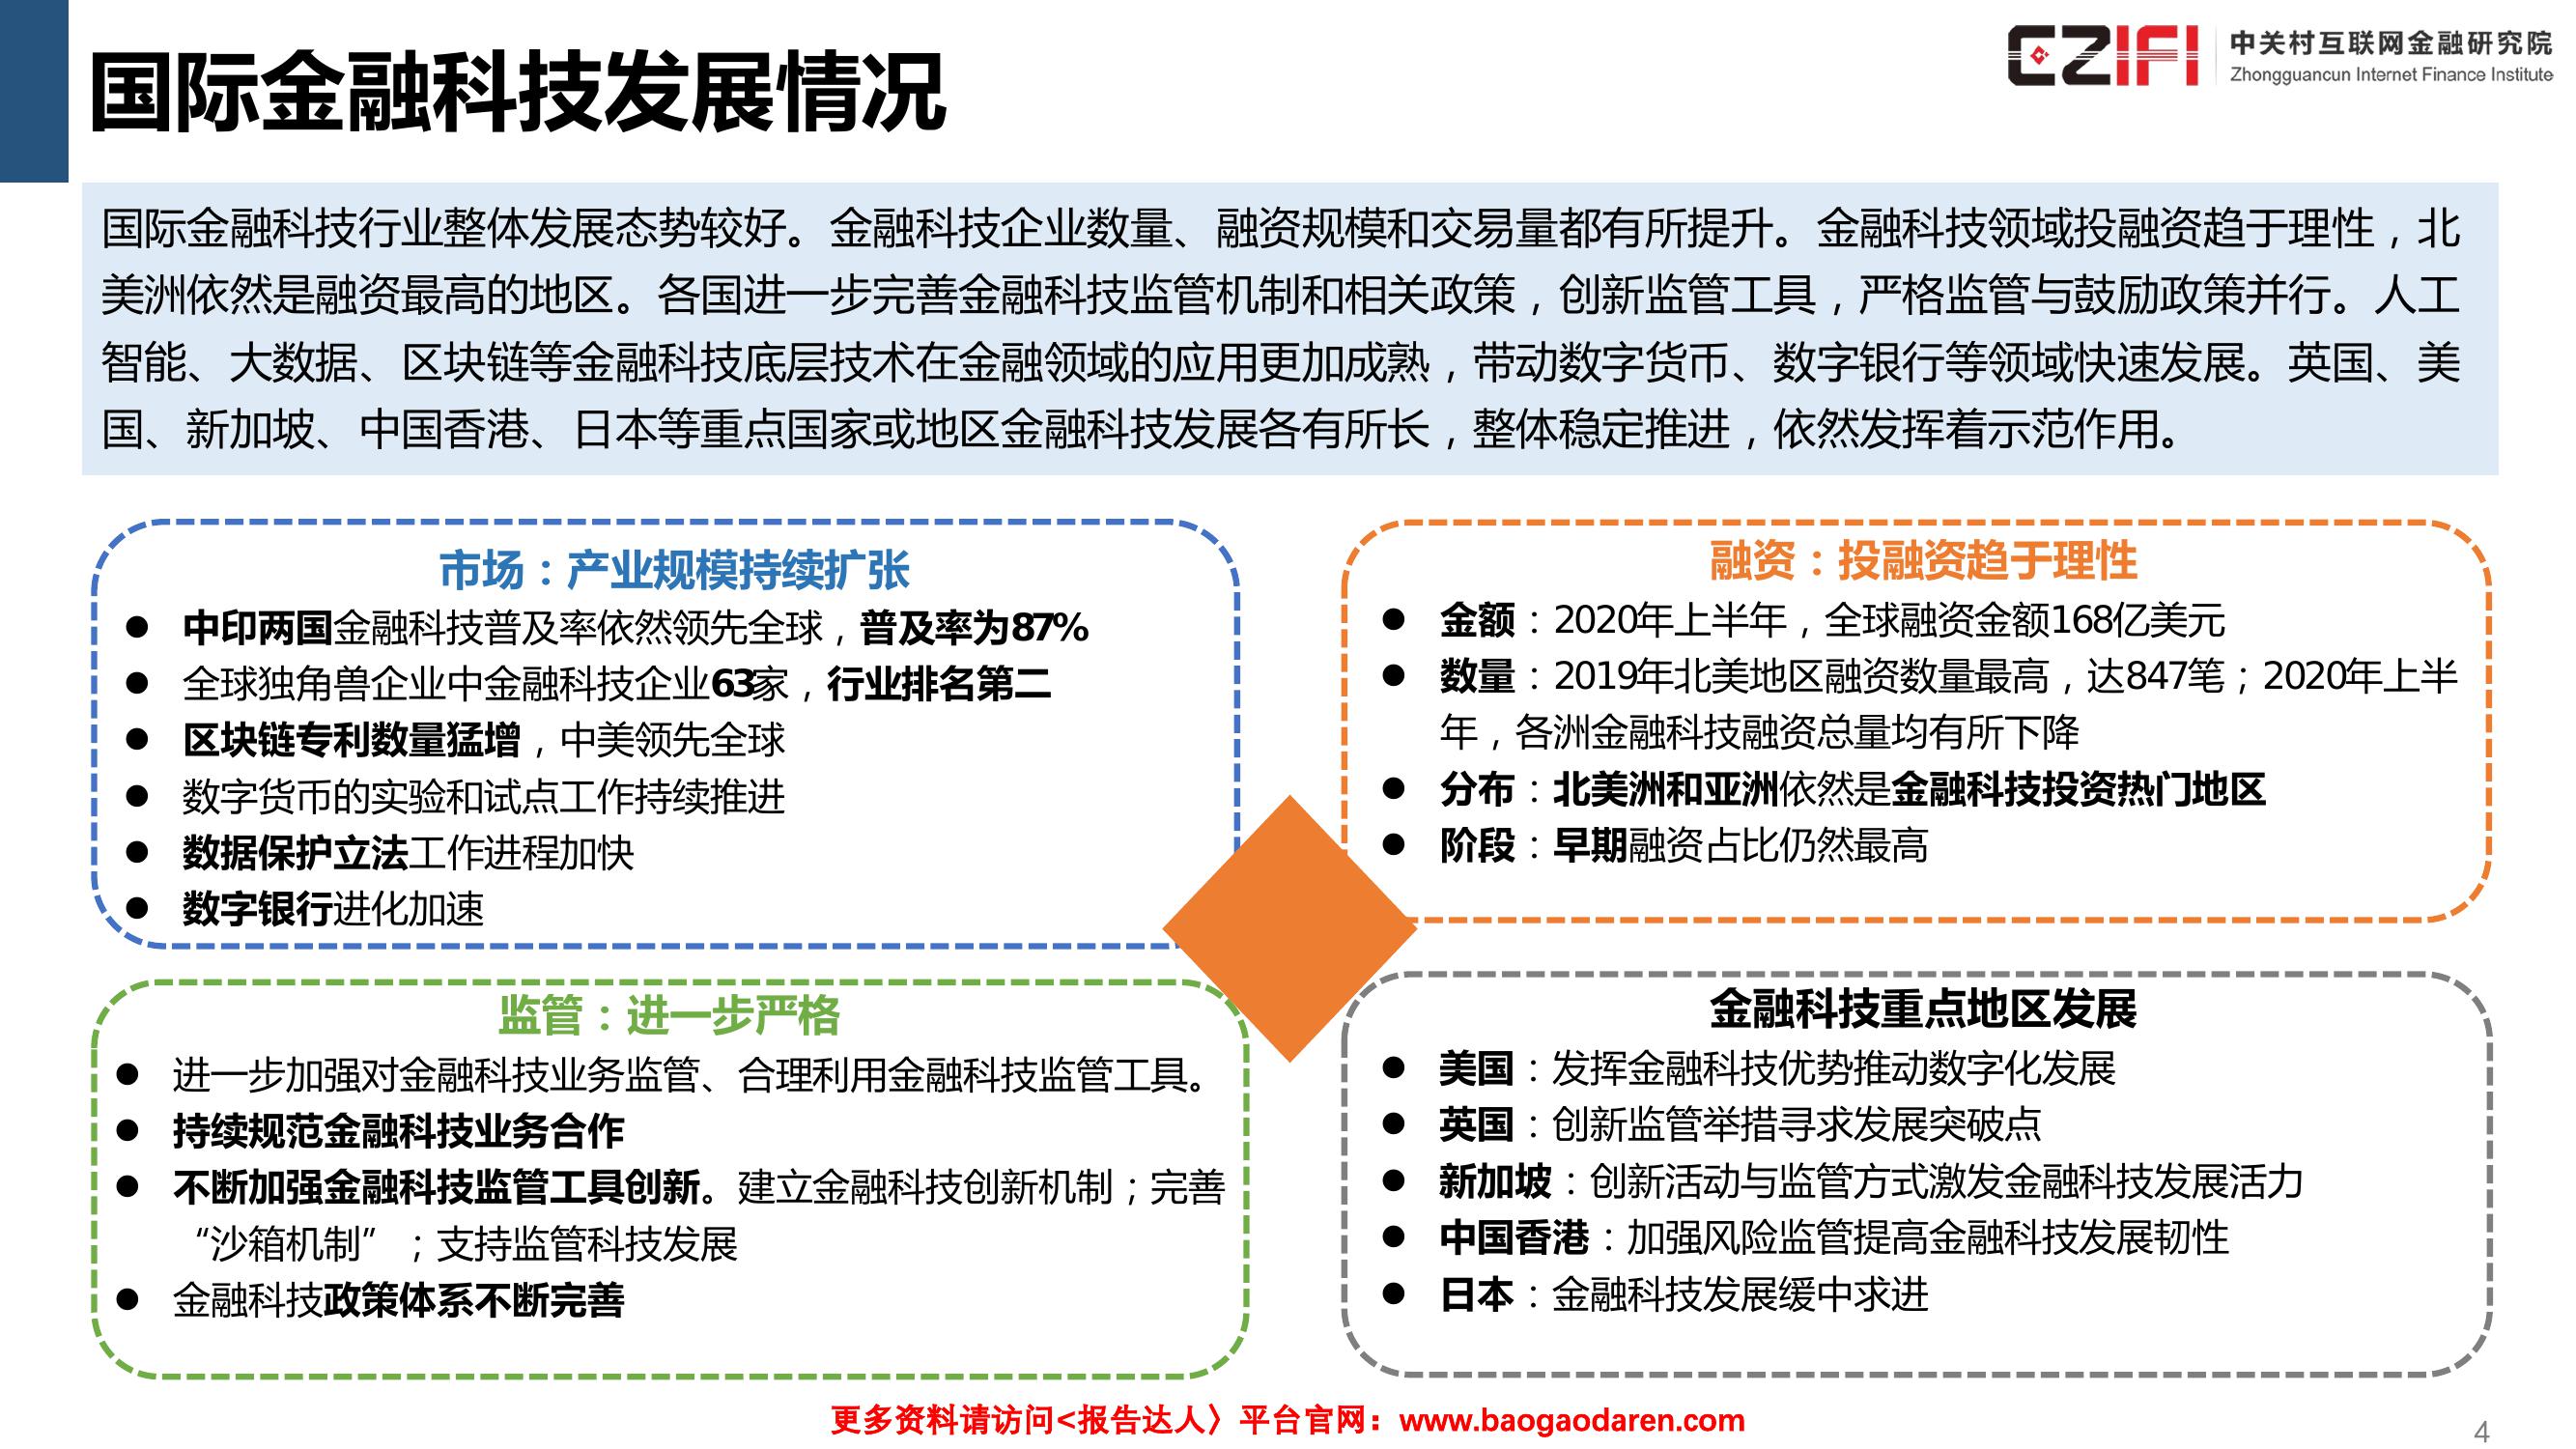 国际金融科技发展情况
CZIFI
中关村互联网金融研究院
Zhongguancun Internet Finance Institute
国际金融科技行业整体发展态势较好。金融科技企业数量、融资规模和交易量都有所提升。金融科技领域投融资趋于理性，北
美洲依然是融资最高的地区。各国进一步完善金融科技监管机制和相关政策，创新监管工具，严格监管与鼓励政策并行。人工
智能、大数据、区块链等金融科技底层技术在金融领域的应用更加成熟，带动数字货币、数字银行等领域快速发展。英国、美
国、新加坡、中国香港、日本等重点国家或地区金融科技发展各有所长，整体稳定推进，依然发挥着示范作用。
市场：产业规模持续扩张
● 中印两国金融科技普及率依然领先全球，普及率为87%
● 全球独角兽企业中金融科技企业63家，行业排名第二
● 区块链专利数量猛增，中美领先全球
● 数字货币的实验和试点工作持续推进
● 数据保护立法工作进程加快
● 数字银行进化加速
融资：投融资趋于理性
● 金额：2020年上半年，全球融资金额168亿美元
● 数量：2019年北美地区融资数量最高，达847笔；2020年上半
年，各洲金融科技融资总量均有所下降
● 分布：北美洲和亚洲依然是金融科技投资热门地区
● 阶段：早期融资占比仍然最高
监管：进一步严格
● 进一步加强对金融科技业务监管、合理利用金融科技监管工具。
● 持续规范金融科技业务合作
● 不断加强金融科技监管工具创新。建立金融科技创新机制；完善
“沙箱机制”；支持监管科技发展
● 金融科技政策体系不断完善
金融科技重点地区发展
● 美国：发挥金融科技优势推动数字化发展
● 英国：创新监管举措寻求发展突破点
● 新加坡：创新活动与监管方式激发金融科技发展活力
● 中国香港：加强风险监管提高金融科技发展韧性
● 日本：金融科技发展缓中求进
更多资料请访问<报告达人〉平台官网：www.baogaodaren.com
4